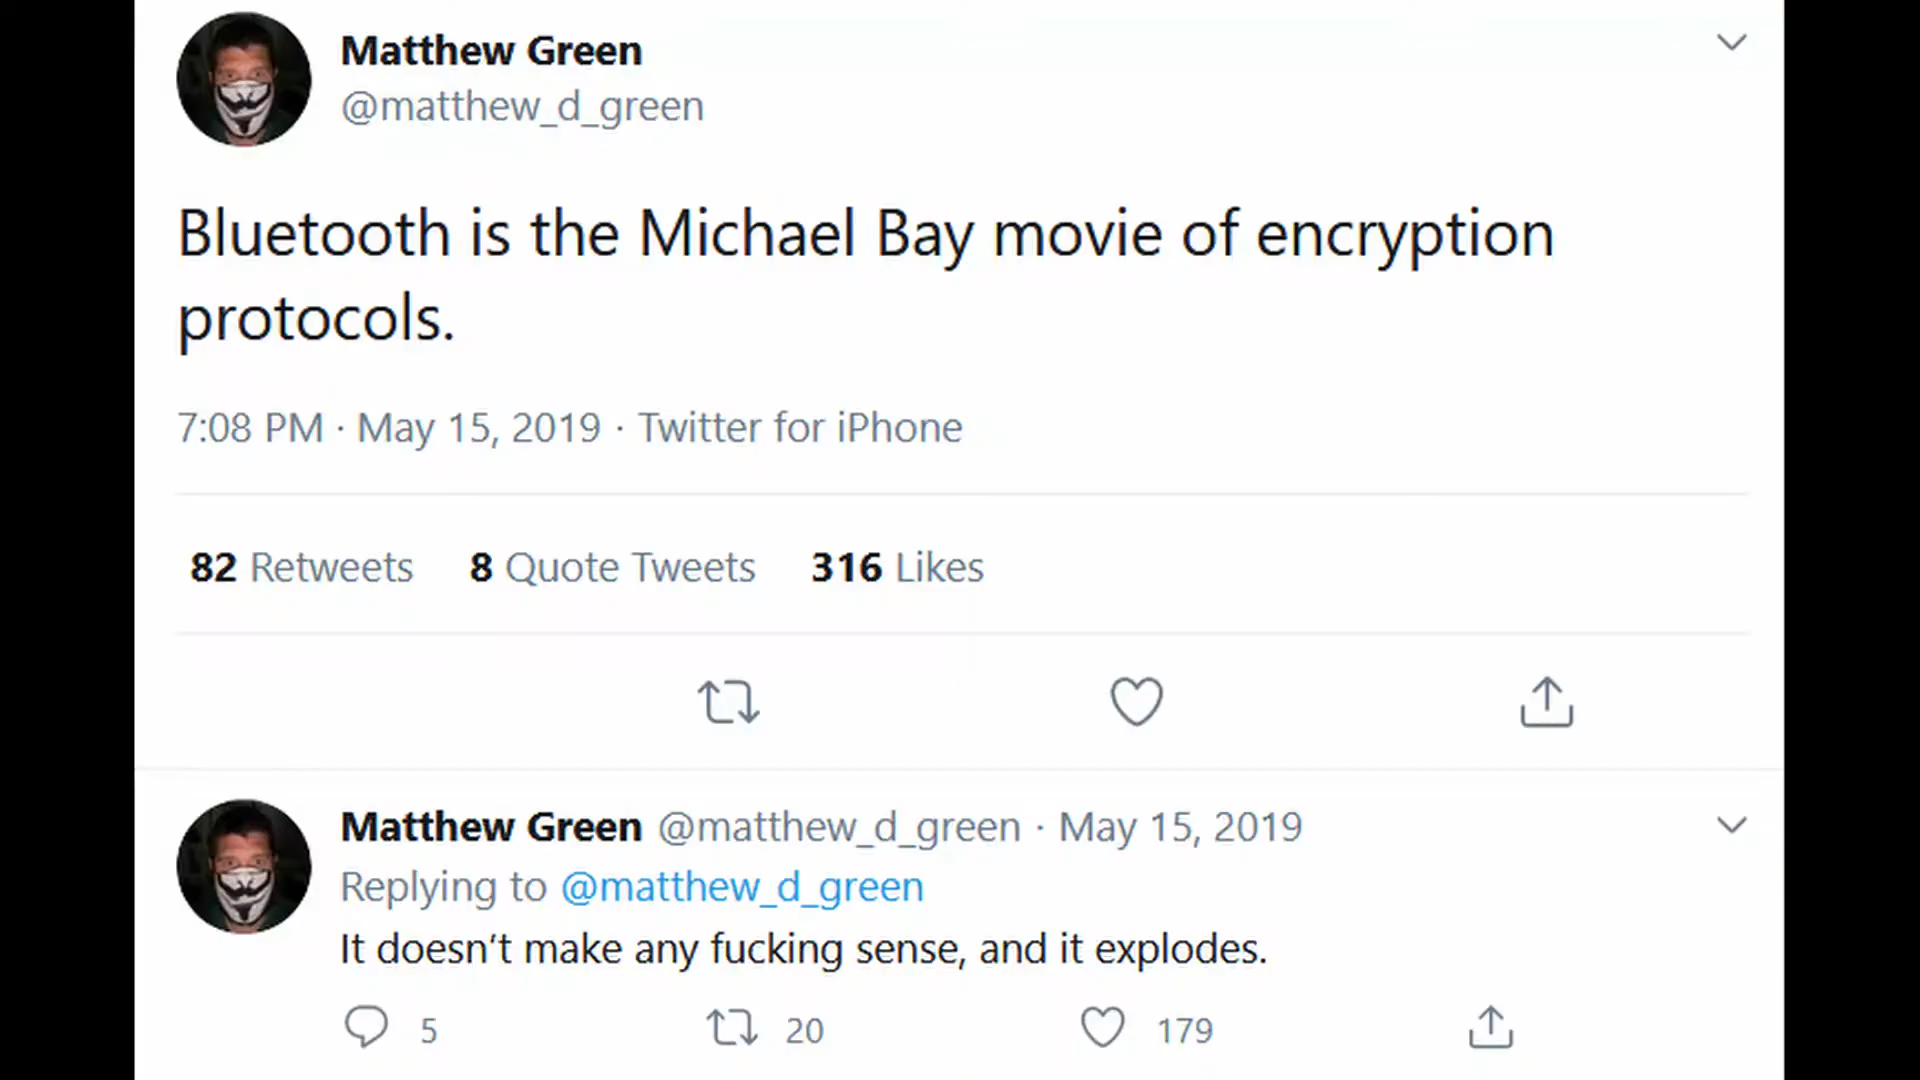 Matthew Green
@matthew_d_green
Bluetooth is the Michael Bay movie of encryption
protocols.
7:08 PM · May 15, 2019 · Twitter for iPhone
82 Retweets 8 Quote Tweets 316 Likes
Matthew Green @matthew_d_green · May 15, 2019
Replying to @matthew_d_green
It doesn’t make any fucking sense, and it explodes.
5 20 179